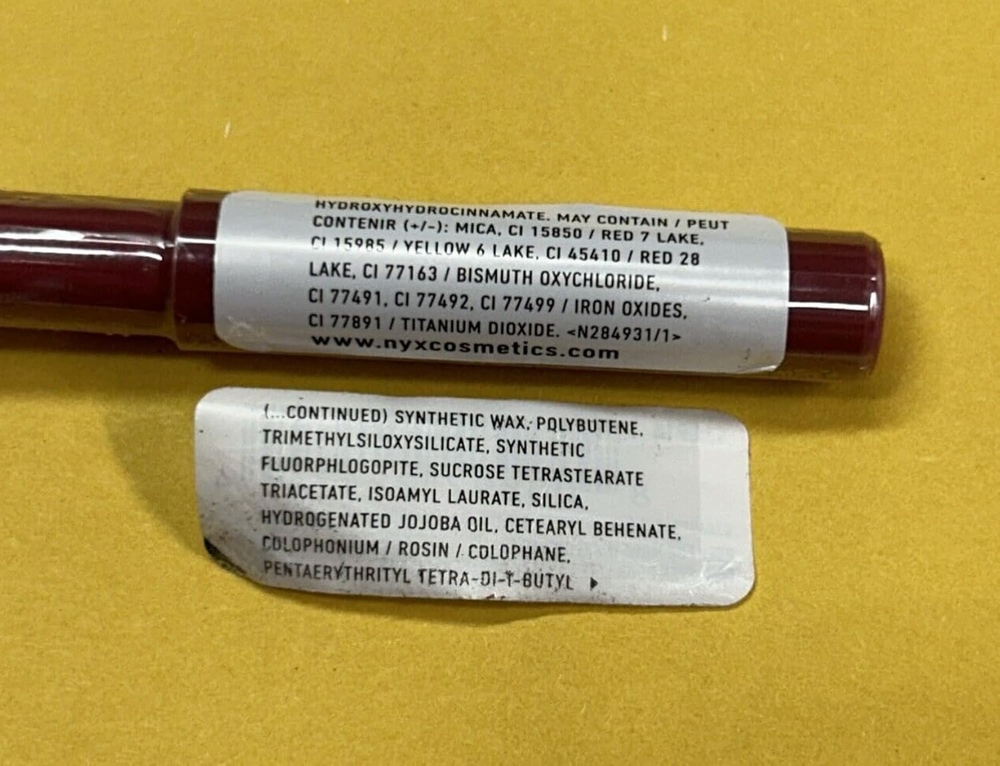 HYDROXYHYDROCINNAMATE. MAY CONTAIN / PEUT
CONTENIR (+/-): MICA, CI 15850 / RED 7 LAKE,
CI 15985 / YELLOW 6 LAKE, CI 45410 / RED 28
LAKE, CI 77163 / BISMUTH OXYCHLORIDE,
CI 77491, CI 77492, CI 77499 / IRON OXIDES,
CI 77891 / TITANIUM DIOXIDE. <N284931/1>
www.nyxcosmetics.com
(...CONTINUED) SYNTHETIC WAX, POLYBUTENE,
TRIMETHYLSILOXYSILICATE, SYNTHETIC
FLUORPHLOGOPITE, SUCROSE TETRASTEARATE
TRIACETATE, ISOAMYL LAURATE, SILICA,
HYDROGENATED JOJOBA OIL, CETEARYL BEHENATE,
COLOPHONIUM / ROSIN / COLOPHANE,
PENTAERYTHRITYL TETRA-DI-T-BUTYL ▶